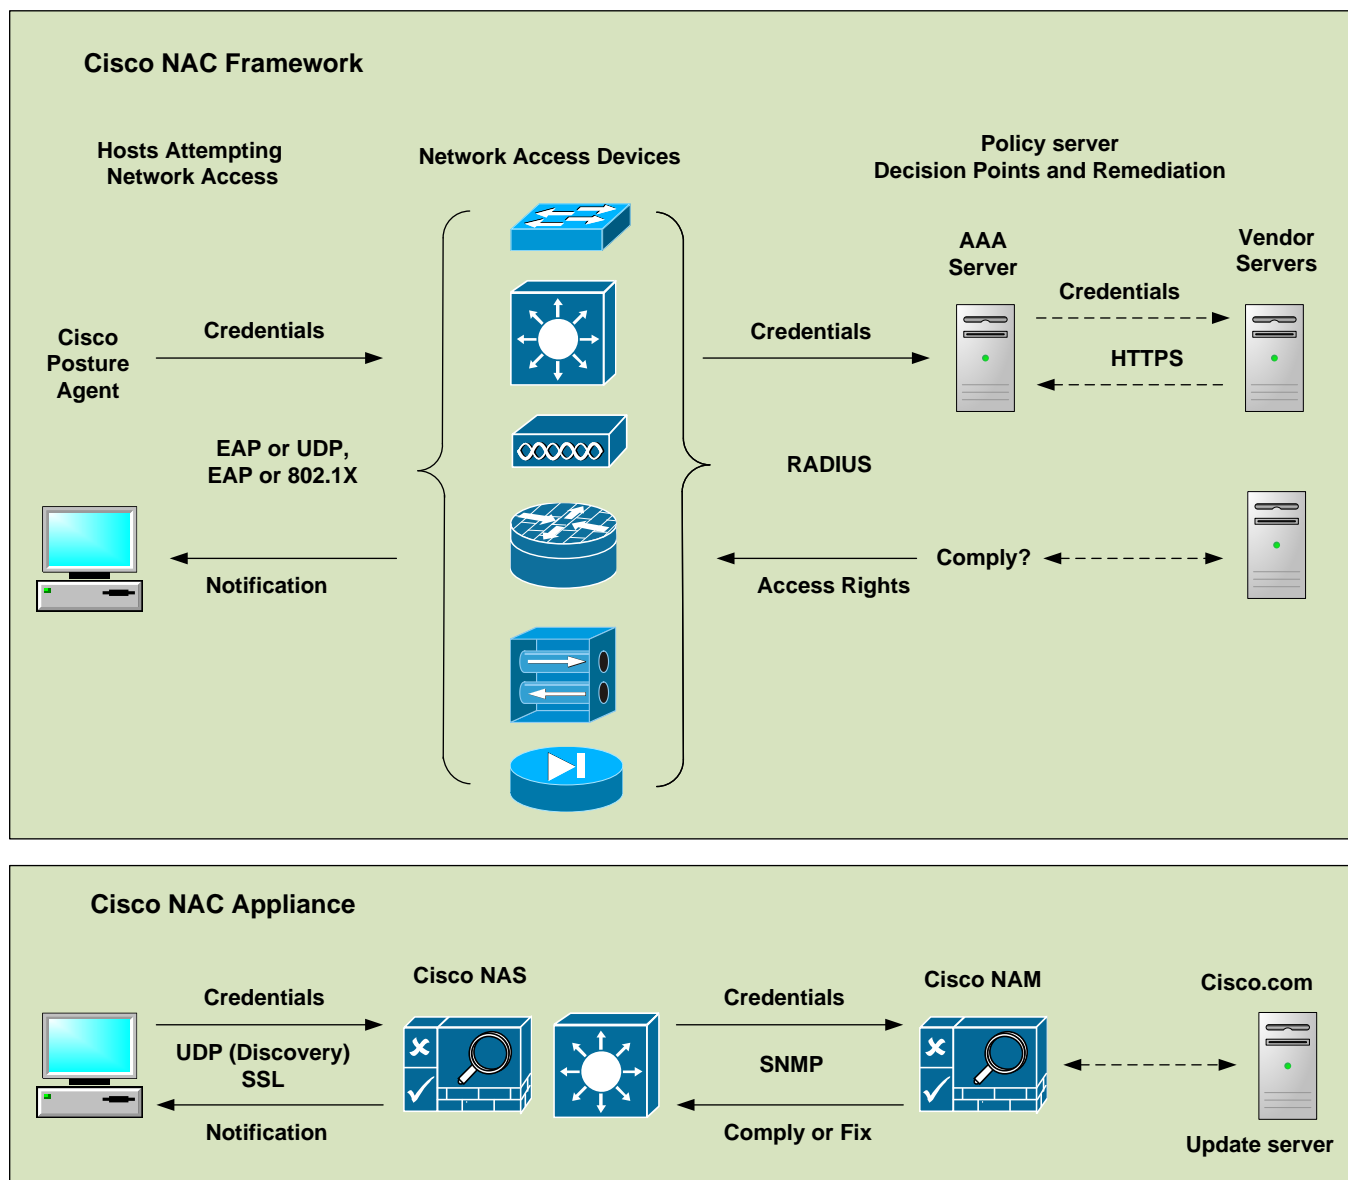 Cisco NAC Framework
Hosts Attempting
Network Access
Network Access Devices
Policy server
Decision Points and Remediation
AAA
Server
Vendor
Servers
Cisco
Posture
Agent
Credentials
Credentials
Credentials
HTTPS
EAP or UDP,
EAP or 802.1X
RADIUS
Notification
Access Rights
Comply?
Cisco NAC Appliance
Cisco NAS
Cisco NAM
Cisco.com
Credentials
UDP (Discovery)
SSL
Notification
Credentials
SNMP
Comply or Fix
Update server